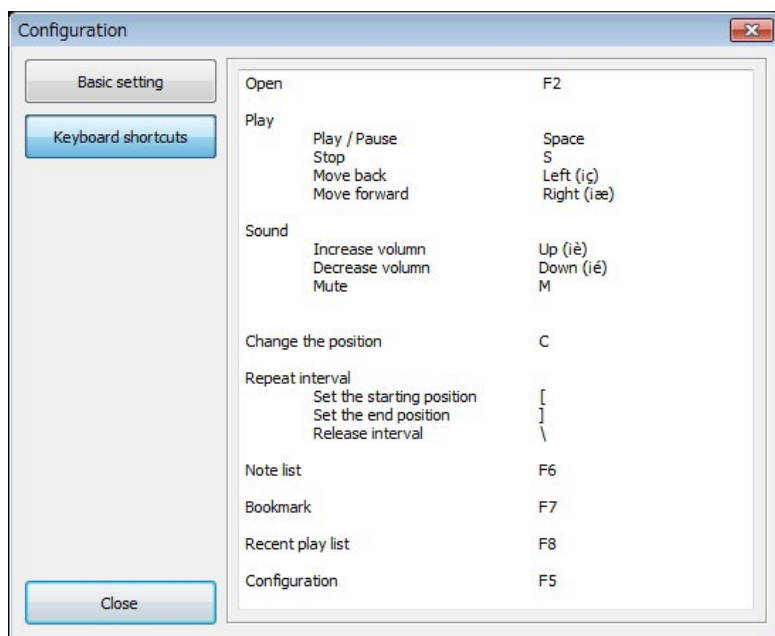 Configuration
Basic setting
Keyboard shortcuts
Open F2
Play
Play / Pause Space
Stop S
Move back Left (iç)
Move forward Right (iæ)
Sound
Increase volumn Up (iè)
Decrease volumn Down (ié)
Mute M
Change the position C
Repeat interval
Set the starting position [
Set the end position ]
Release interval \
Note list F6
Bookmark F7
Recent play list F8
Configuration F5
Close